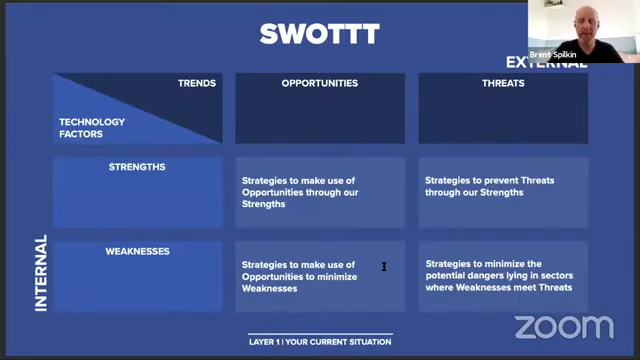 SWOTTT
Brent Spilkin
EXTERNAL
TRENDS
OPPORTUNITIES
THREATS
TECHNOLOGY
FACTORS
STRENGTHS
Strategies to make use of
Opportunities through our
Strengths
Strategies to prevent Threats
through our Strengths
INTERNAL
WEAKNESSES
Strategies to make use of
Opportunities to minimize
Weaknesses
Strategies to minimize the
potential dangers lying in sectors
where Weaknesses meet Threats
LAYER 1 | YOUR CURRENT SITUATION
zoom